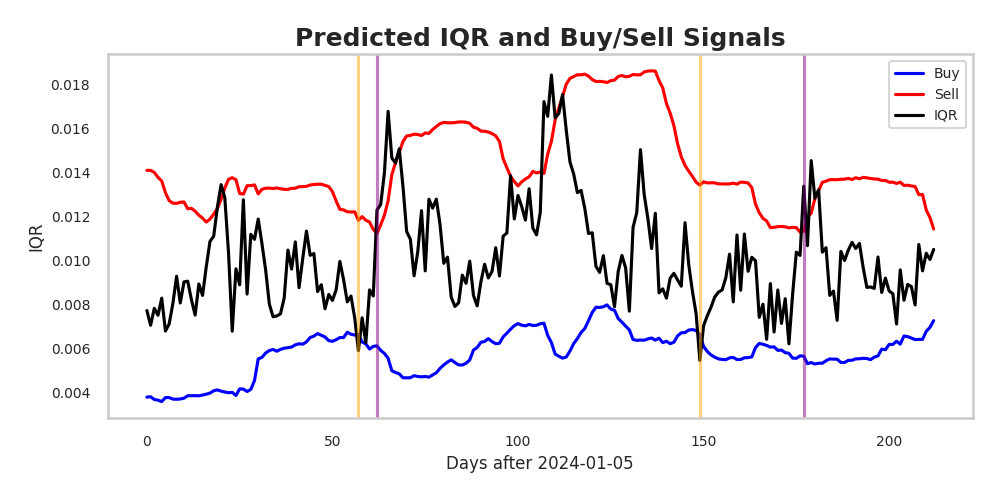 Predicted IQR and Buy/Sell Signals
IQR
0.018
0.016
0.014
0.012
0.010
0.008
0.006
0.004
Buy
Sell
IQR
0
50
100
150
200
Days after 2024-01-05